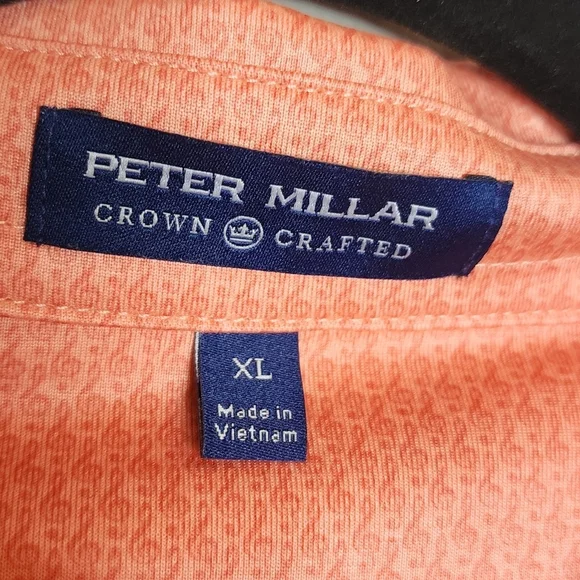 PETER MILLAR
CROWN CRAFTED
XL
Made in
Vietnam